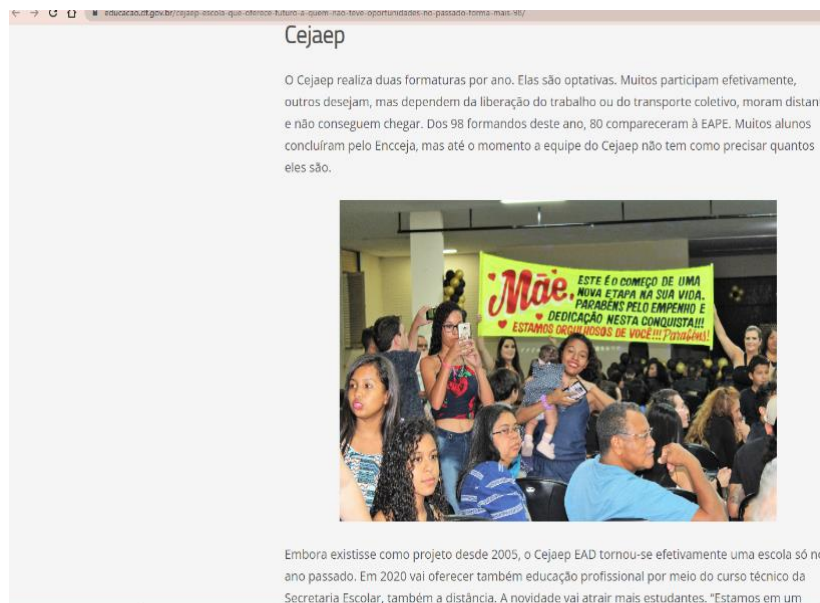 educacao.df.gov.br/cejaep-escola-que-oferece-futuro-a-quem-nao-teve-oportunidades-no-passado-forma-mais-98/
Cejaep
O Cejaep realiza duas formaturas por ano. Elas são optativas. Muitos participam efetivamente,
outros desejam, mas dependem da liberação do trabalho ou do transporte coletivo, moram distan
e não conseguem chegar. Dos 98 formandos deste ano, 80 compareceram à EAPE. Muitos alunos
concluíram pelo Encceja, mas até o momento a equipe do Cejaep não tem como precisar quantos
eles são.
Mãe, ESTE É O COMEÇO DE UMA
NOVA ETAPA NA SUA VIDA.
PARABÉNS PELO EMPENHO E
DEDICAÇÃO NESTA CONQUISTA!!!
ESTAMOS ORGULHOSOS DE VOCÊ!!! Parabéns!
Embora existisse como projeto desde 2005, o Cejaep EAD tornou-se efetivamente uma escola só no
ano passado. Em 2020 vai oferecer também educação profissional por meio do curso técnico da
Secretaria Escolar, também a distância. A novidade vai atrair mais estudantes. "Estamos em um